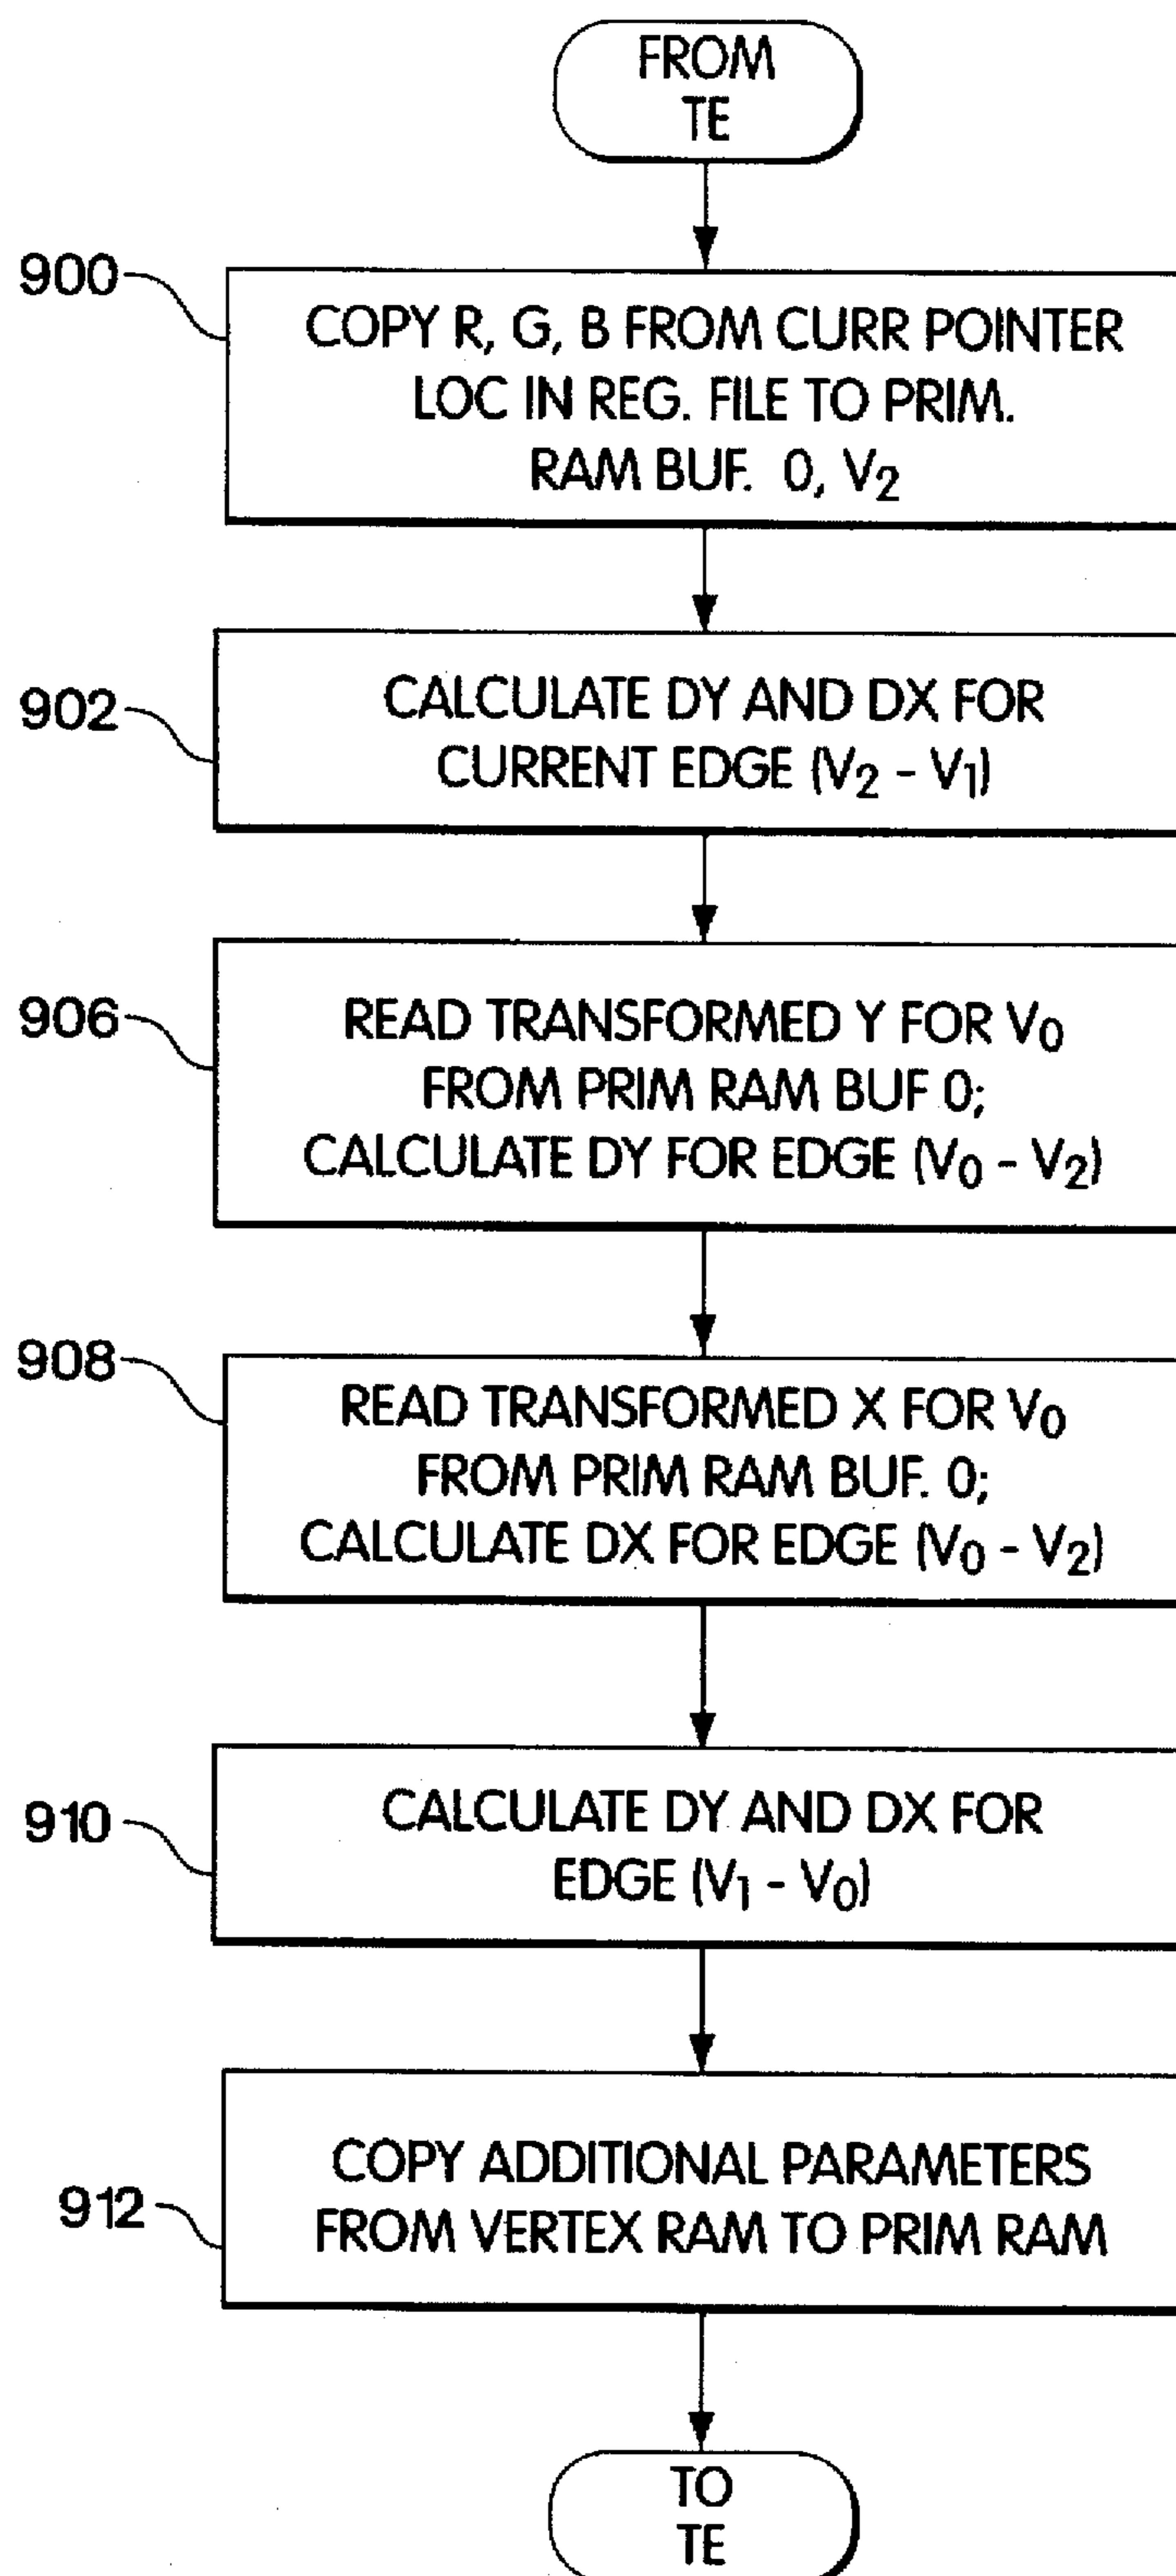 FROM
TE
900
COPY R, G, B FROM CURR POINTER
LOC IN REG. FILE TO PRIM.
RAM BUF. 0, V2
902
CALCULATE DY AND DX FOR
CURRENT EDGE (V2 - V1)
906
READ TRANSFORMED Y FOR V0
FROM PRIM RAM BUF 0;
CALCULATE DY FOR EDGE (V0 - V2)
908
READ TRANSFORMED X FOR V0
FROM PRIM RAM BUF. 0;
CALCULATE DX FOR EDGE (V0 - V2)
910
CALCULATE DY AND DX FOR
EDGE (V1 - V0)
912
COPY ADDITIONAL PARAMETERS
FROM VERTEX RAM TO PRIM RAM
TO
TE